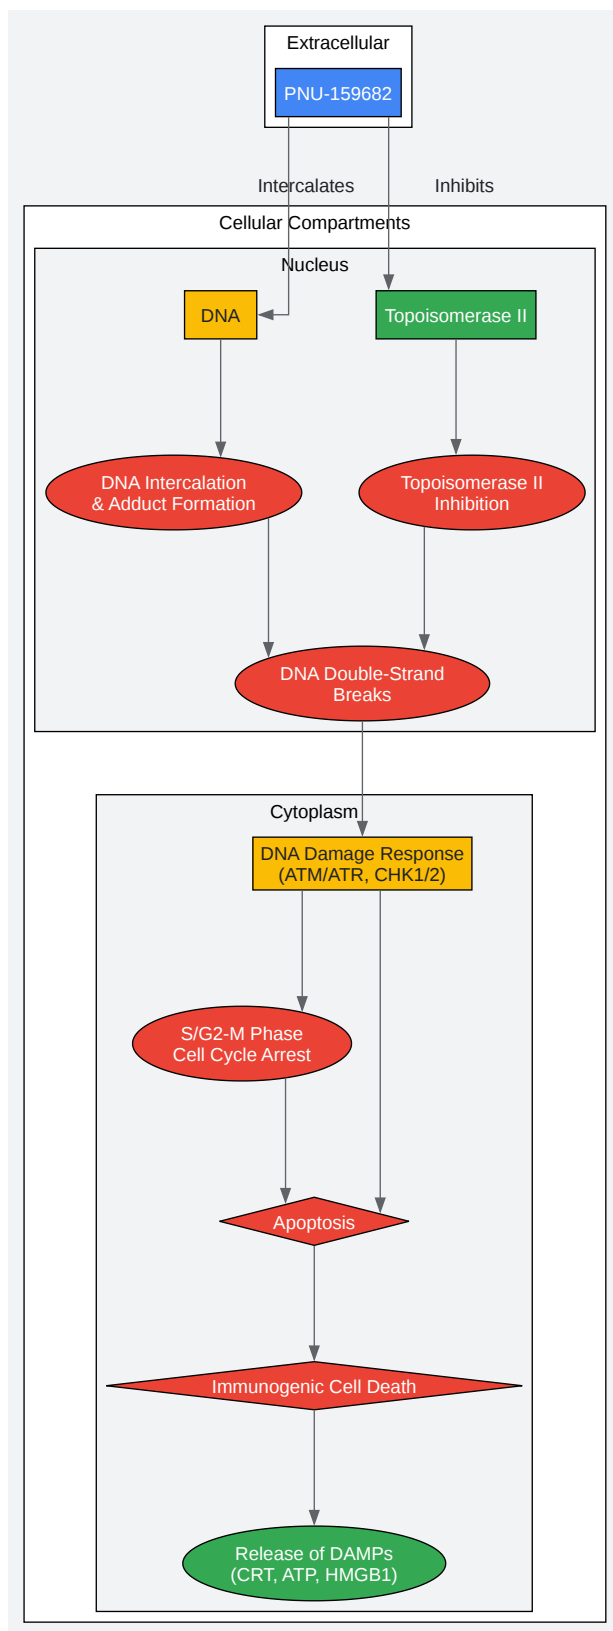 Extracellular
PNU-159682
Intercalates
Inhibits
Cellular Compartments
Nucleus
DNA
Topoisomerase II
DNA Intercalation
& Adduct Formation
Topoisomerase II
Inhibition
DNA Double-Strand
Breaks
Cytoplasm
DNA Damage Response
(ATM/ATR, CHK1/2)
S/G2-M Phase
Cell Cycle Arrest
Apoptosis
Immunogenic Cell Death
Release of DAMPs
(CRT, ATP, HMGB1)